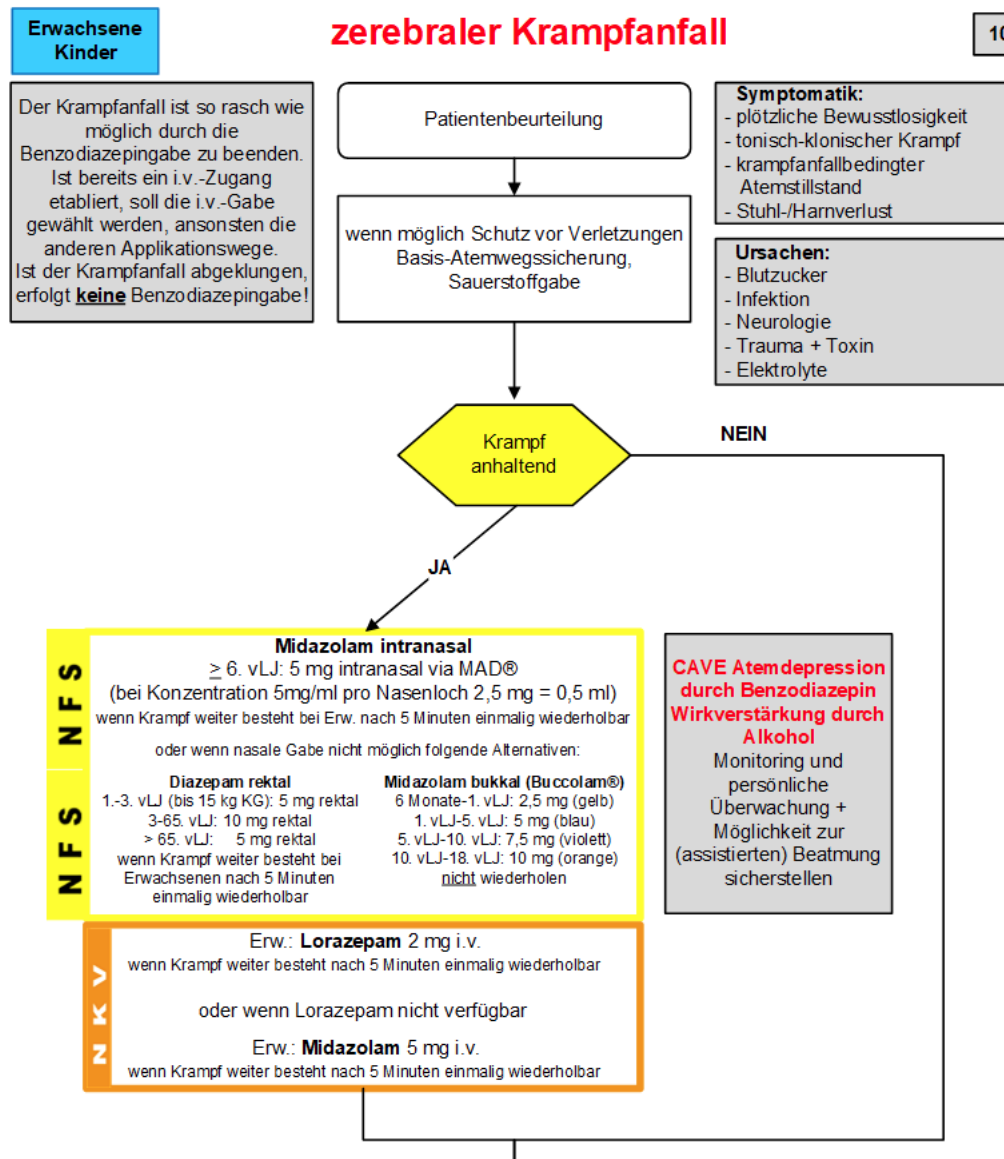 Erwachsene
Kinder
zerebraler Krampfanfall
10
Der Krampfanfall ist so rasch wie
möglich durch die
Benzodiazepingabe zu beenden.
Ist bereits ein i.v.-Zugang
etabliert, soll die i.v.-Gabe
gewählt werden, ansonsten die
anderen Applikationswege.
Ist der Krampfanfall abgeklungen,
erfolgt keine Benzodiazepingabe!
Patientenbeurteilung
wenn möglich Schutz vor Verletzungen
Basis-Atemwegssicherung,
Sauerstoffgabe
Symptomatik:
- plötzliche Bewusstlosigkeit
- tonisch-klonischer Krampf
- krampfanfallbedingter
Atemstillstand
- Stuhl-/Harnverlust
Ursachen:
- Blutzucker
- Infektion
- Neurologie
- Trauma + Toxin
- Elektrolyte
Krampf
anhaltend
NEIN
JA
NFS
Midazolam intranasal
≥ 6. vLJ: 5 mg intranasal via MAD®
(bei Konzentration 5mg/ml pro Nasenloch 2,5 mg = 0,5 ml)
wenn Krampf weiter besteht bei Erw. nach 5 Minuten einmalig wiederholbar
oder wenn nasale Gabe nicht möglich folgende Alternativen:
NFS
Diazepam rektal
1.-3. vLJ (bis 15 kg KG): 5 mg rektal
3-65. vLJ: 10 mg rektal
> 65. vLJ: 5 mg rektal
wenn Krampf weiter besteht bei
Erwachsenen nach 5 Minuten
einmalig wiederholbar
Midazolam bukkal (Buccolam®)
6 Monate-1. vLJ: 2,5 mg (gelb)
1. vLJ-5. vLJ: 5 mg (blau)
5. vLJ-10. vLJ: 7,5 mg (violett)
10. vLJ-18. vLJ: 10 mg (orange)
nicht wiederholen
CAVE Atemdepression
durch Benzodiazepin
Wirkverstärkung durch
Alkohol
Monitoring und
persönliche
Überwachung +
Möglichkeit zur
(assistierten) Beatmung
sicherstellen
NKV
Erw.: Lorazepam 2 mg i.v.
wenn Krampf weiter besteht nach 5 Minuten einmalig wiederholbar
oder wenn Lorazepam nicht verfügbar
Erw.: Midazolam 5 mg i.v.
wenn Krampf weiter besteht nach 5 Minuten einmalig wiederholbar